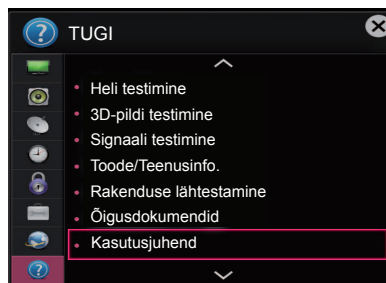 TUGI
Heli testimine
3D-pildi testimine
Signaali testimine
Toode/Teenusinfo.
Rakenduse lähtestamine
Õigusdokumendid
Kasutusjuhend